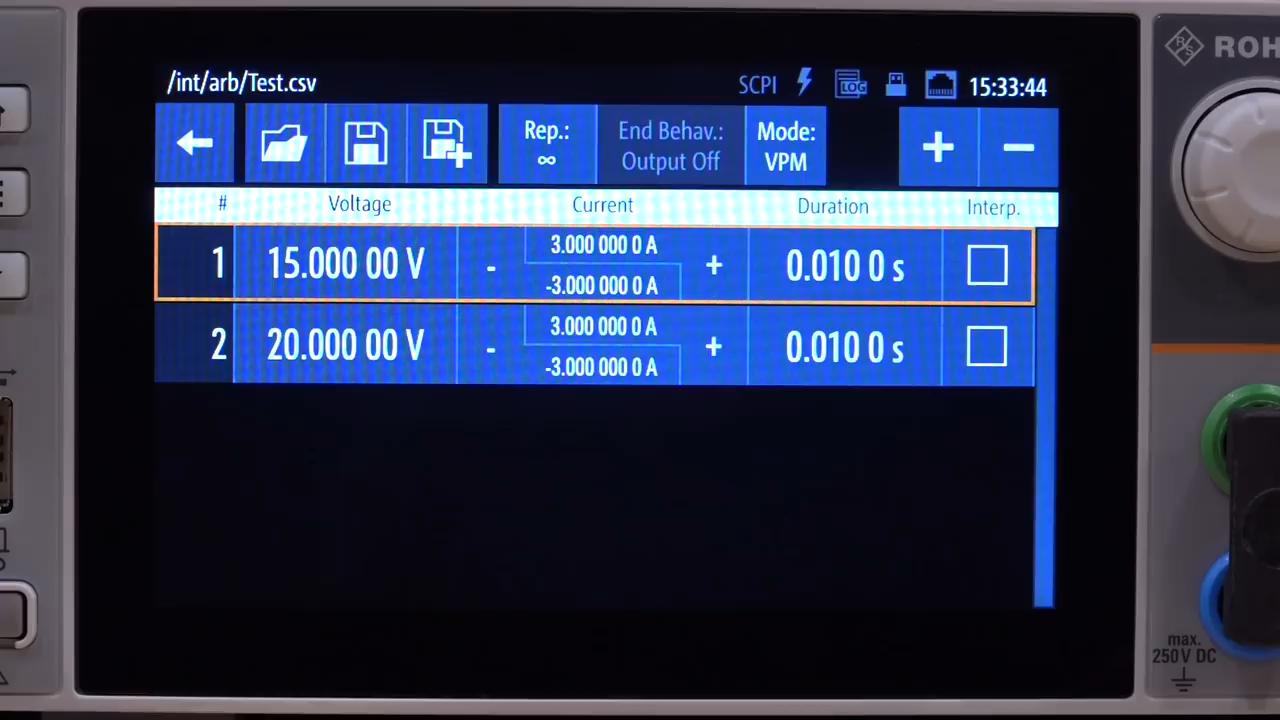 /int/arb/Test.csv
SCPI LOG 15:33:44
Rep.: ∞
End Behav.: Output Off
Mode: VPM
+ -
# Voltage Current Duration Interp.
1 15.000 00 V - 3.000 000 0 A -3.000 000 0 A + 0.010 0 s
2 20.000 00 V - 3.000 000 0 A -3.000 000 0 A + 0.010 0 s
R&S ROH
max.
250 V DC